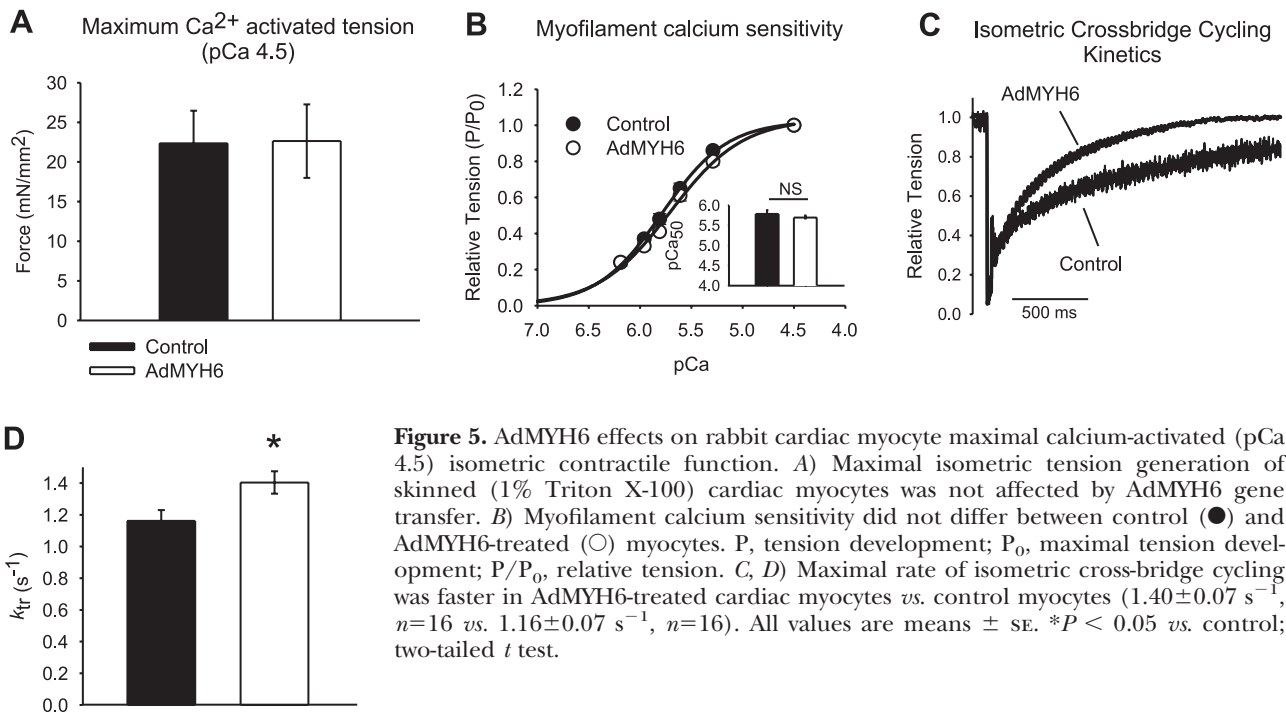 A
Maximum Ca2+ activated tension
(pCa 4.5)
Force (mN/mm2)
30
25
20
15
10
5
0
Control
AdMYH6
B
Myofilament calcium sensitivity
Relative Tension (P/P0)
1.2
1.0
0.8
0.6
0.4
0.2
0.0
Control
AdMYH6
NS
pCa50
6.0
5.5
5.0
4.5
4.0
7.0 6.5 6.0 5.5 5.0 4.5 4.0
pCa
C
Isometric Crossbridge Cycling
Kinetics
AdMYH6
Relative Tension
1.0
0.8
0.6
0.4
0.2
0.0
Control
500 ms
D
*
ktr (s-1)
1.4
1.2
1.0
0.8
0.6
0.4
0.2
0.0
Figure 5. AdMYH6 effects on rabbit cardiac myocyte maximal calcium-activated (pCa
4.5) isometric contractile function. A) Maximal isometric tension generation of
skinned (1% Triton X-100) cardiac myocytes was not affected by AdMYH6 gene
transfer. B) Myofilament calcium sensitivity did not differ between control (●) and
AdMYH6-treated (○) myocytes. P, tension development; P0, maximal tension devel-
opment; P/P0, relative tension. C, D) Maximal rate of isometric cross-bridge cycling
was faster in AdMYH6-treated cardiac myocytes vs. control myocytes (1.40±0.07 s−1,
n=16 vs. 1.16±0.07 s−1, n=16). All values are means ± SE. *P < 0.05 vs. control;
two-tailed t test.